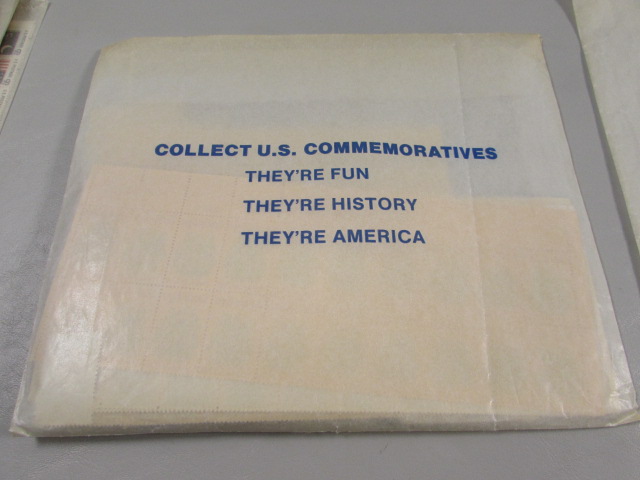 COLLECT U.S. COMMEMORATIVES
THEY'RE FUN
THEY'RE HISTORY
THEY'RE AMERICA